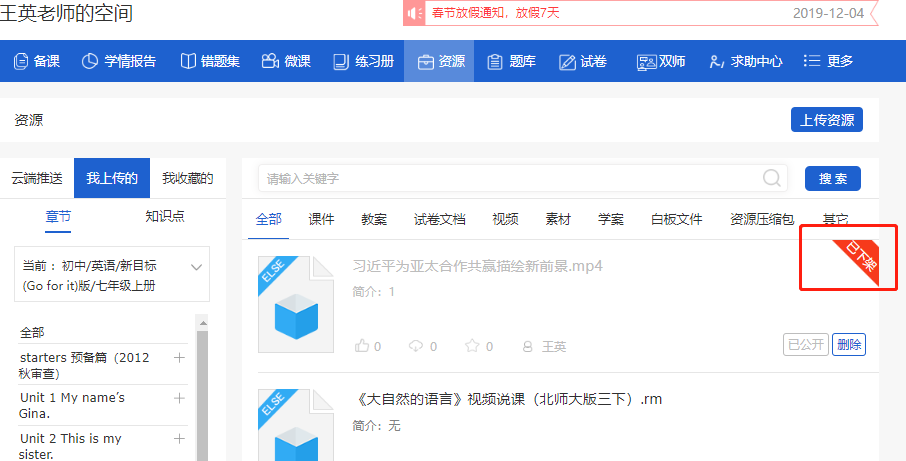 王英老师的空间
春节放假通知，放假7天 2019-12-04
备课 学情报告 错题集 微课 练习册 资源 题库 试卷 双师 求助中心 更多
资源
上传资源
云端推送 我上传的 我收藏的
章节 知识点
当前 : 初中/英语/新目标
(Go for it)版/七年级上册
全部
starters 预备篇（2012
秋审查）
Unit 1 My name's
Gina.
Unit 2 This is my
sister.
请输入关键字
搜 索
全部 课件 教案 试卷文档 视频 素材 学案 白板文件 资源压缩包 其它
已下架
ELSE
习近平为亚太合作共赢描绘新前景.mp4
简介: 1
0 0 0 王英
已公开 删除
ELSE
《大自然的语言》视频说课（北师大版三下）.rm
简介: 无